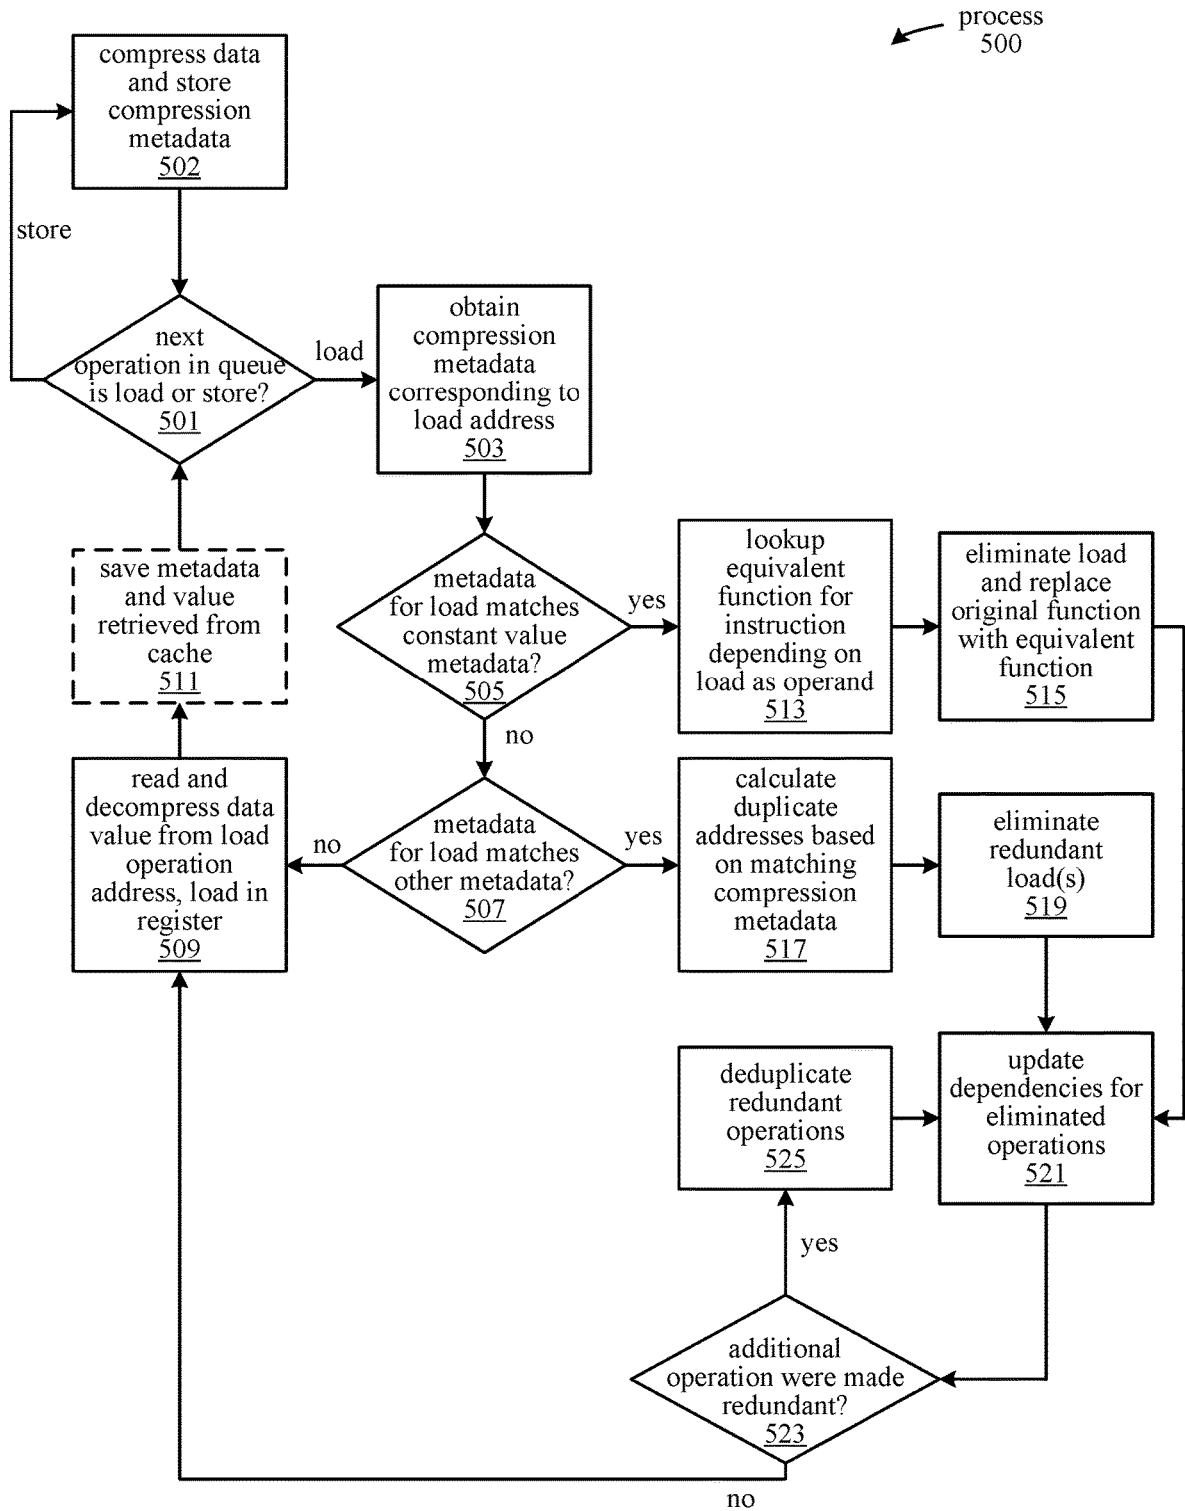 process
500
compress data
and store
compression
metadata
502
store
next
operation in queue
is load or store?
501
load
obtain
compression
metadata
corresponding to
load address
503
save metadata
and value
retrieved from
cache
511
metadata
for load matches
constant value
metadata?
505
yes
no
lookup
equivalent
function for
instruction
depending on
load as operand
513
eliminate load
and replace
original function
with equivalent
function
515
read and
decompress data
value from load
operation
address, load in
register
509
no
metadata
for load matches
other metadata?
507
yes
calculate
duplicate
addresses based
on matching
compression
metadata
517
eliminate
redundant
load(s)
519
deduplicate
redundant
operations
525
update
dependencies for
eliminated
operations
521
yes
additional
operation were made
redundant?
523
no